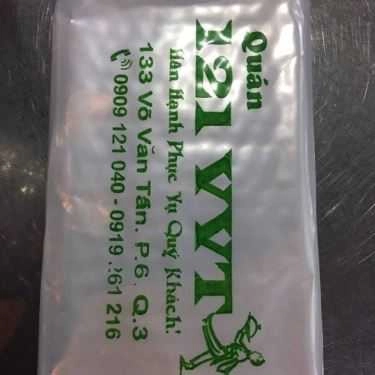 Quán
121 VVT
Hân Hạnh Phục Vụ Quý Khách!
133 Võ Văn Tần. P.6. Q.3
0909 121 040 - 0919 261 216